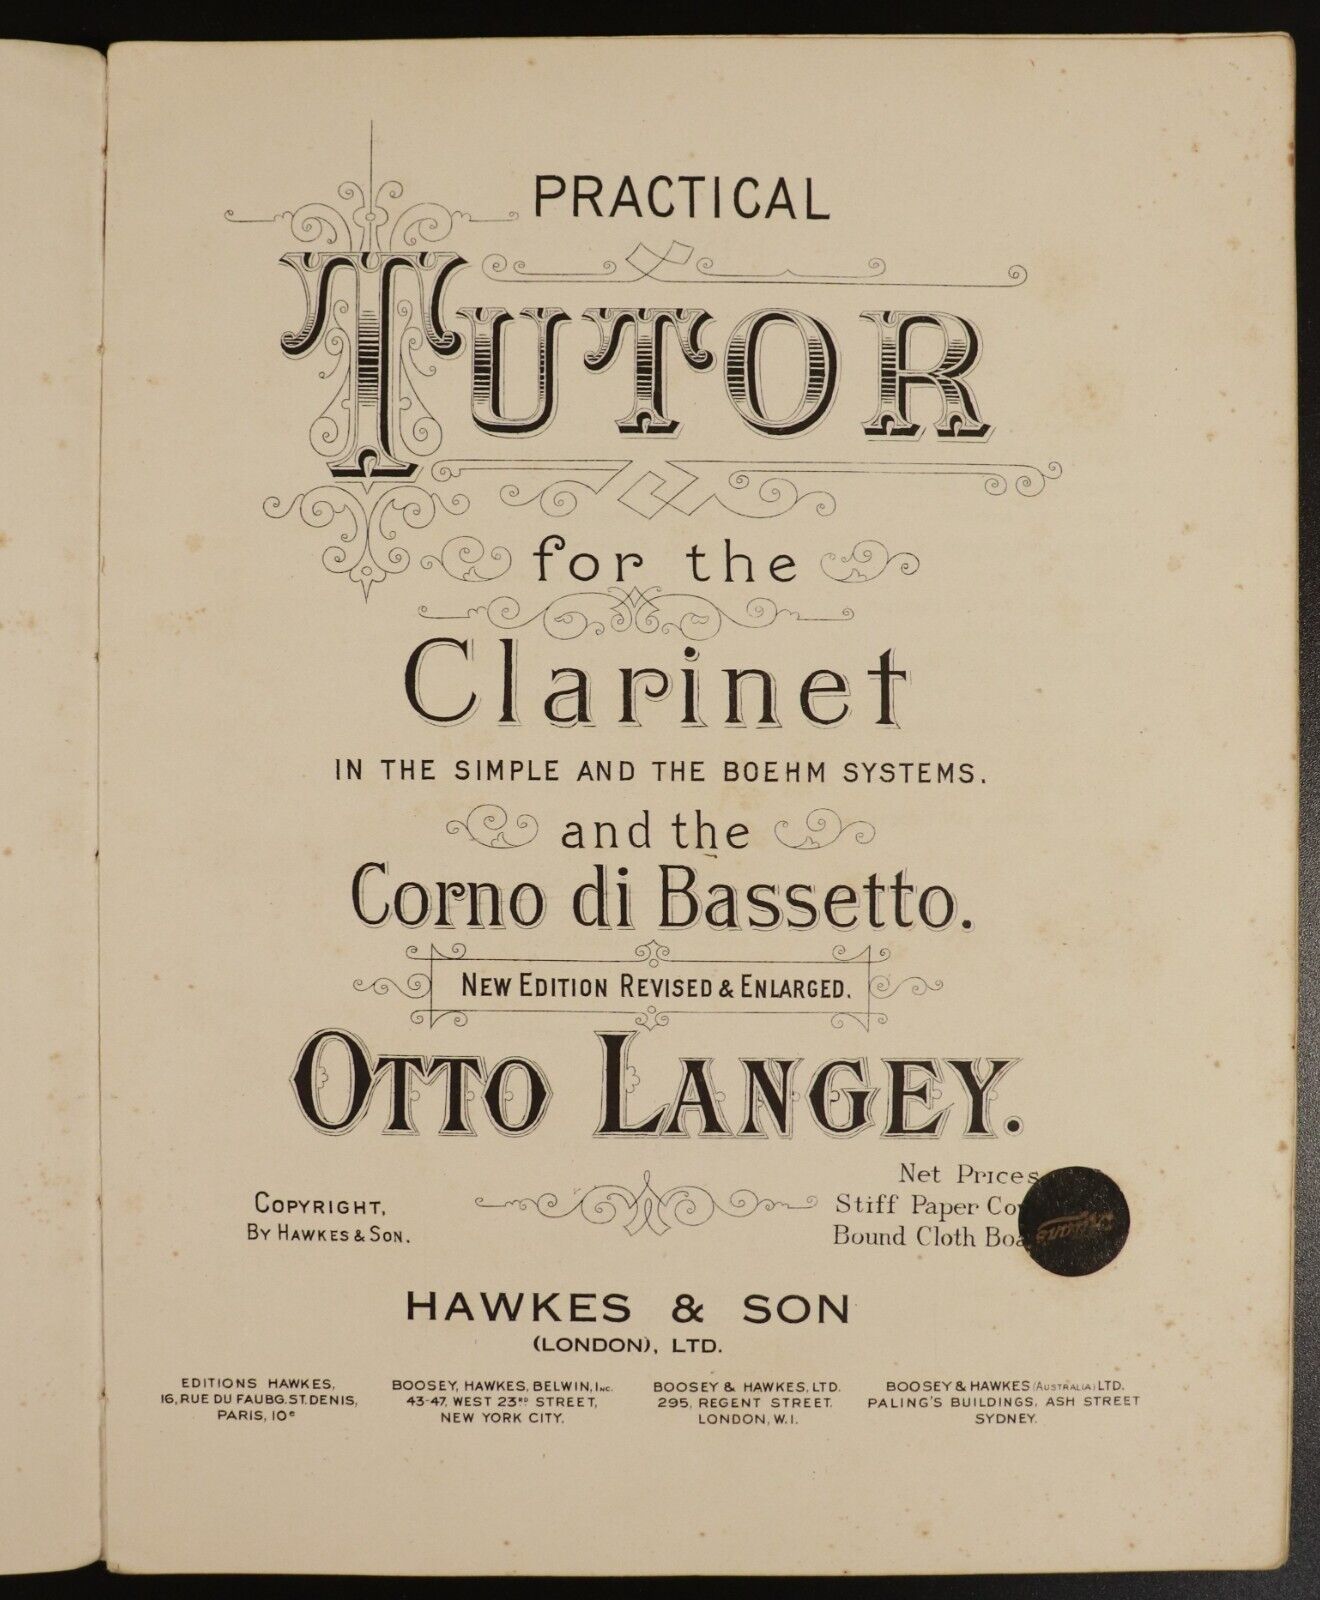 PRACTICAL
TUTOR
for the
Clarinet
IN THE SIMPLE AND THE BOEHM SYSTEMS.
and the
Corno di Bassetto.
NEW EDITION REVISED & ENLARGED.
OTTO LANGEY.
COPYRIGHT,
BY HAWKES & SON.
Net Prices
Stiff Paper
Bound Cloth
HAWKES & SON
(LONDON), LTD.
EDITIONS HAWKES,
16, RUE DU FAUBG. ST. DENIS,
PARIS, 10e
BOOSEY, HAWKES, BELWIN, INC.
43-47, WEST 23RD STREET,
NEW YORK CITY.
BOOSEY & HAWKES, LTD.
295, REGENT STREET.
LONDON, W.1.
BOOSEY & HAWKES (AUSTRALIA) LTD.
PALING'S BUILDINGS, ASH STREET
SYDNEY.